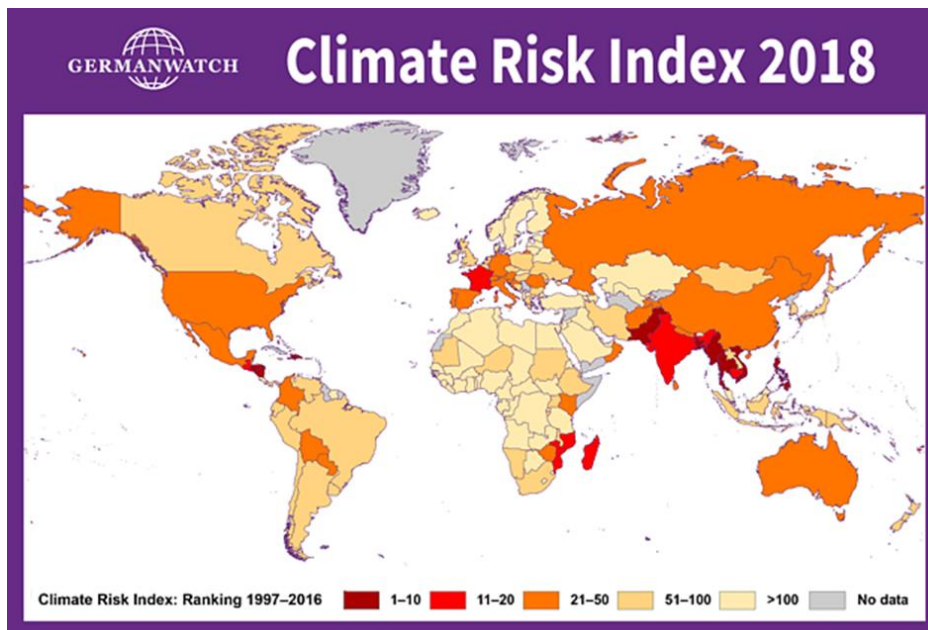 GERMANWATCH
Climate Risk Index 2018
Climate Risk Index: Ranking 1997–2016 1–10 11–20 21–50 51–100 >100 No data